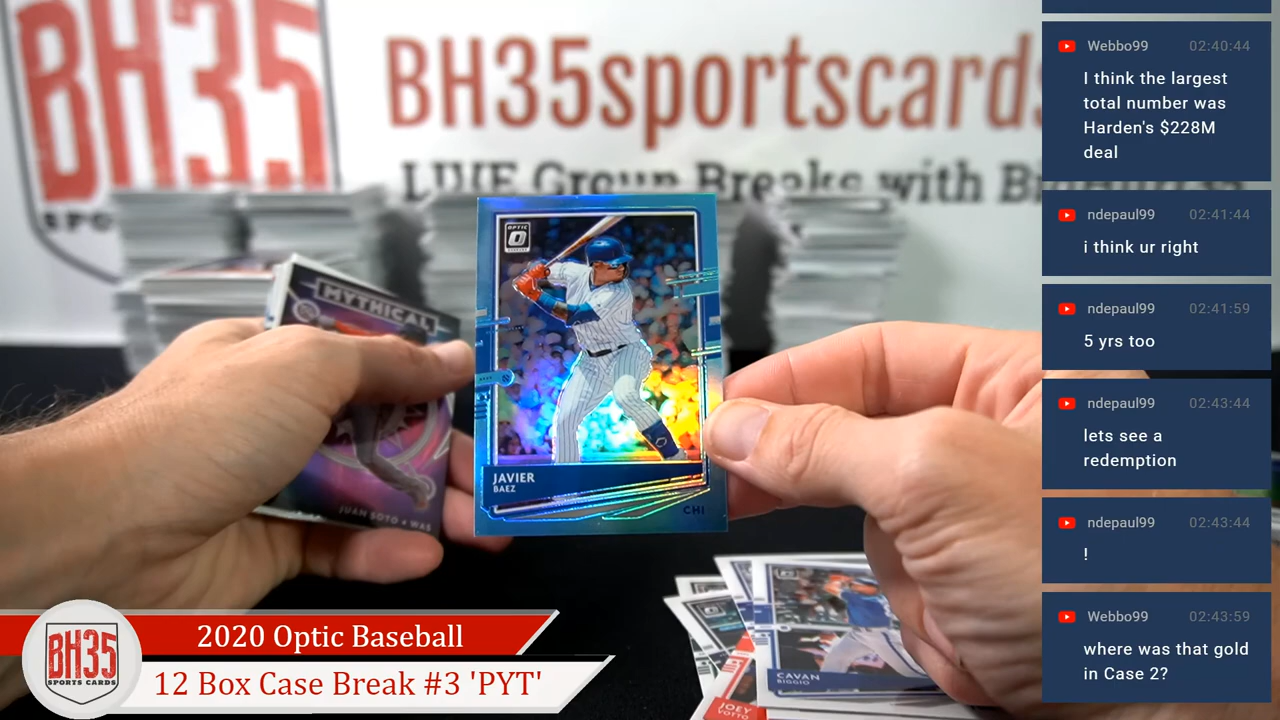 BH35
SPO
BH35sportscards
LIVE Group Breaks with
MYTHICAL
JUAN SOTO • WAS
OPTIC
JAVIER
BAEZ
CHI
CAVAN
BIGGIO
JOEY
VOTTO
BH35
SPORTS CARDS
2020 Optic Baseball
12 Box Case Break #3 'PYT'
Webbo99 02:40:44
I think the largest
total number was
Harden's $228M
deal
ndepaul99 02:41:44
i think ur right
ndepaul99 02:41:59
5 yrs too
ndepaul99 02:43:44
lets see a
redemption
ndepaul99 02:43:44
!
Webbo99 02:43:59
where was that gold
in Case 2?